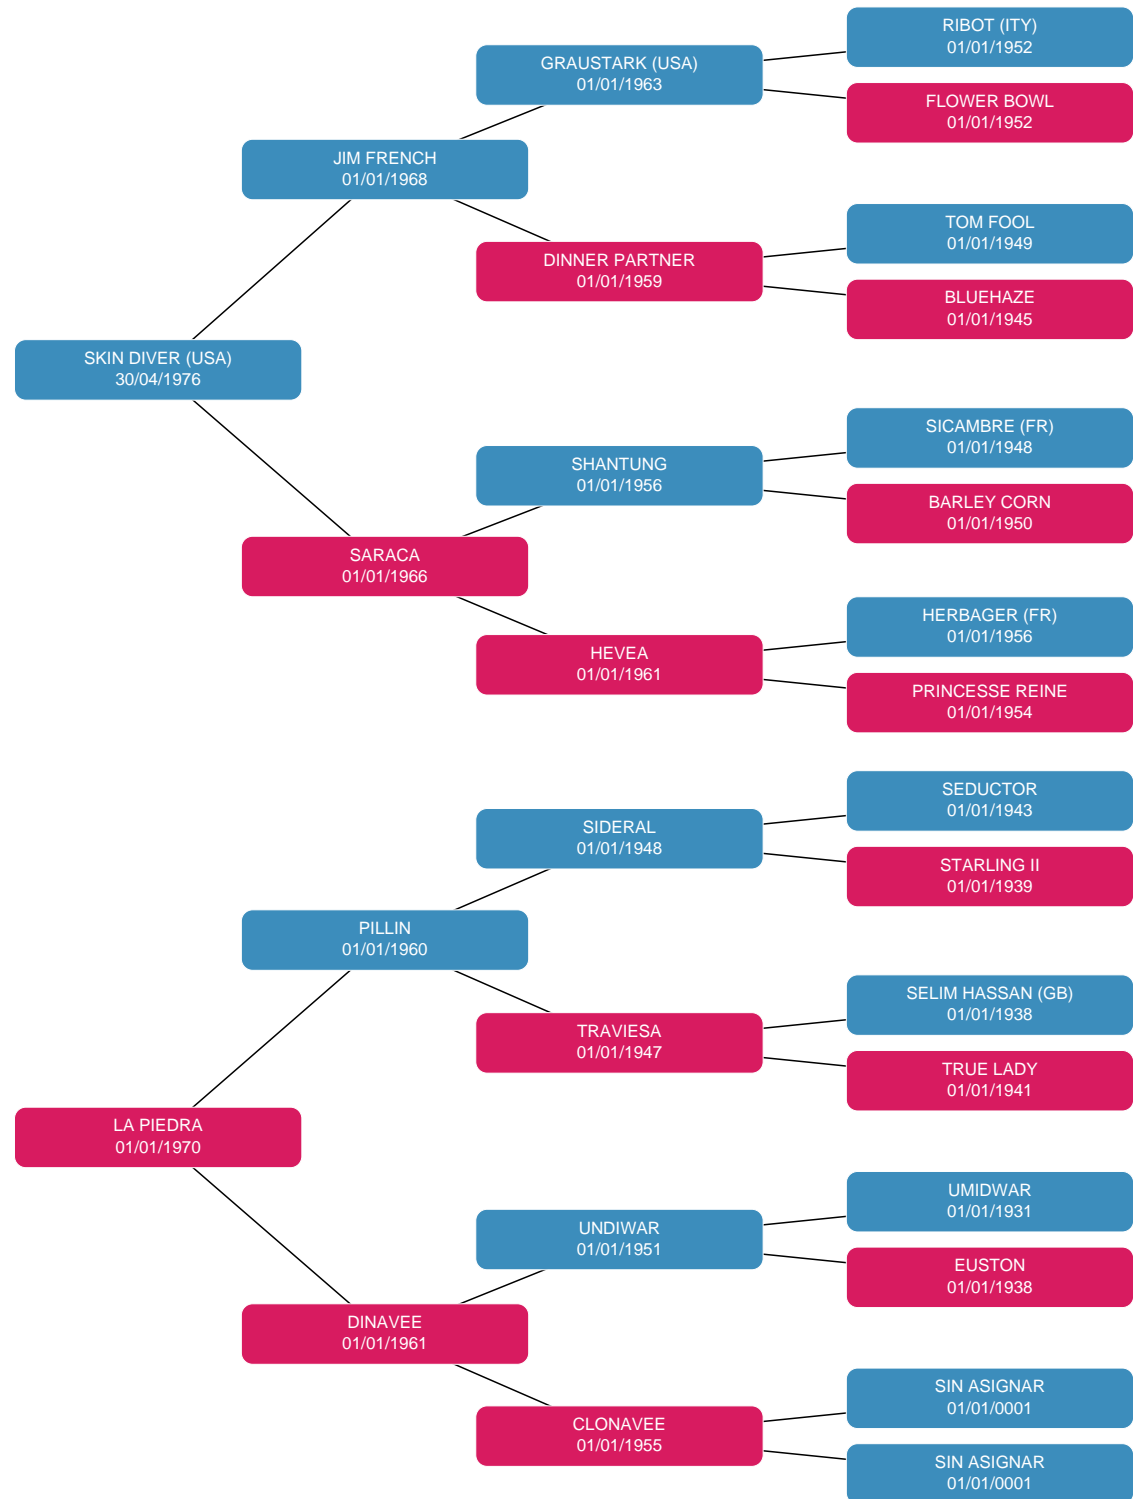 RIBOT (ITY)
01/01/1952
GRAUSTARK (USA)
01/01/1963
FLOWER BOWL
01/01/1952
JIM FRENCH
01/01/1968
TOM FOOL
01/01/1949
DINNER PARTNER
01/01/1959
BLUEHAZE
01/01/1945
SKIN DIVER (USA)
30/04/1976
SICAMBRE (FR)
01/01/1948
SHANTUNG
01/01/1956
BARLEY CORN
01/01/1950
SARACA
01/01/1966
HERBAGER (FR)
01/01/1956
HEVEA
01/01/1961
PRINCESSE REINE
01/01/1954
SEDUCTOR
01/01/1943
SIDERAL
01/01/1948
STARLING II
01/01/1939
PILLIN
01/01/1960
SELIM HASSAN (GB)
01/01/1938
TRAVIESA
01/01/1947
TRUE LADY
01/01/1941
LA PIEDRA
01/01/1970
UMIDWAR
01/01/1931
UNDIWAR
01/01/1951
EUSTON
01/01/1938
DINAVEE
01/01/1961
SIN ASIGNAR
01/01/0001
CLONAVEE
01/01/1955
SIN ASIGNAR
01/01/0001